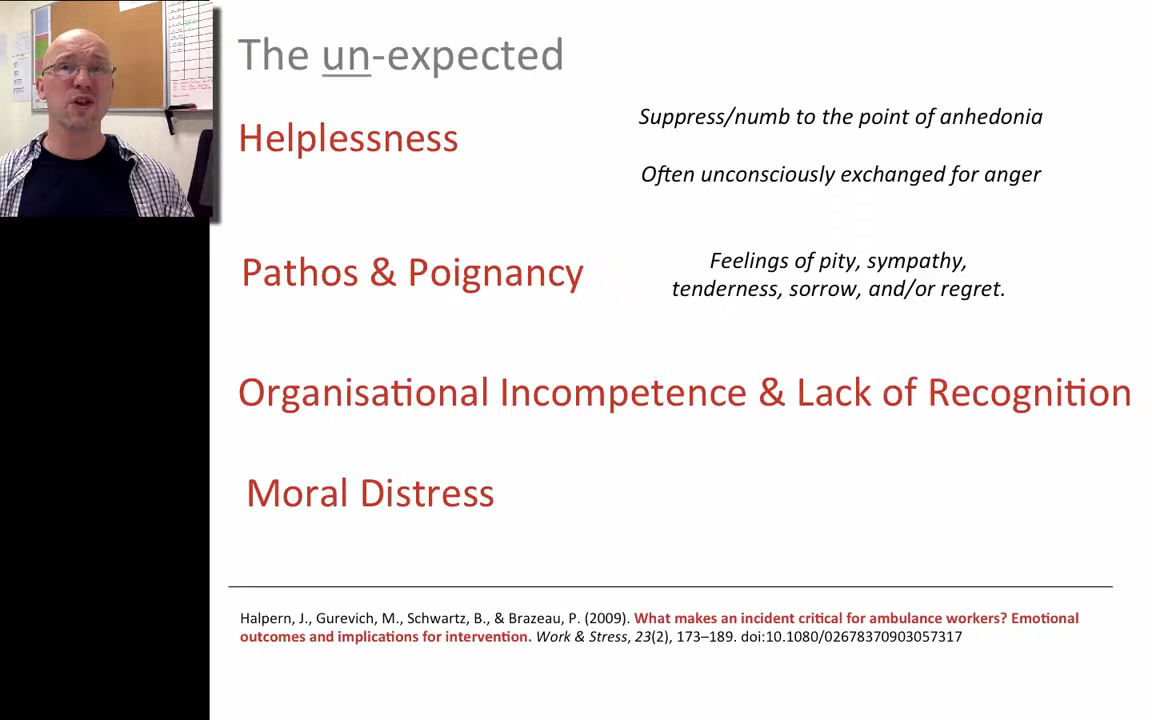 The un-expected
Helplessness
Suppress/numb to the point of anhedonia
Often unconsciously exchanged for anger
Pathos & Poignancy
Feelings of pity, sympathy,
tenderness, sorrow, and/or regret.
Organisational Incompetence & Lack of Recognition
Moral Distress
Halpern, J., Gurevich, M., Schwartz, B., & Brazeau, P. (2009). What makes an incident critical for ambulance workers? Emotional
outcomes and implications for intervention. Work & Stress, 23(2), 173–189. doi:10.1080/02678370903057317